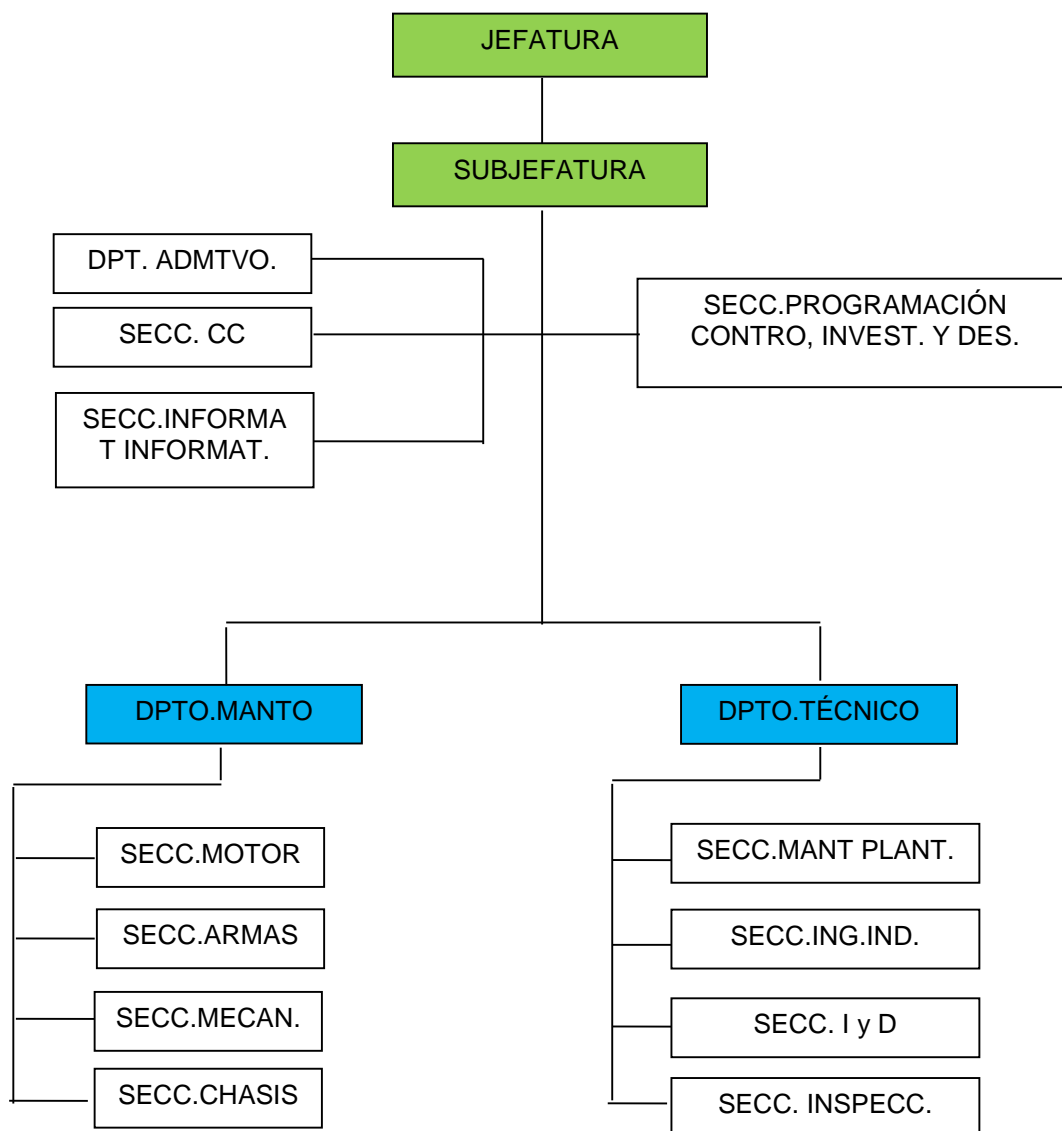 JEFATURA
SUBJEFATURA
DPT. ADMTVO.
SECC. CC
SECC.INFORMA
T INFORMAT.
SECC.PROGRAMACIÓN
CONTRO, INVEST. Y DES.
DPTO.MANTO
SECC.MOTOR
SECC.ARMAS
SECC.MECAN.
SECC.CHASIS
DPTO.TÉCNICO
SECC.MANT PLANT.
SECC.ING.IND.
SECC. I y D
SECC. INSPECC.